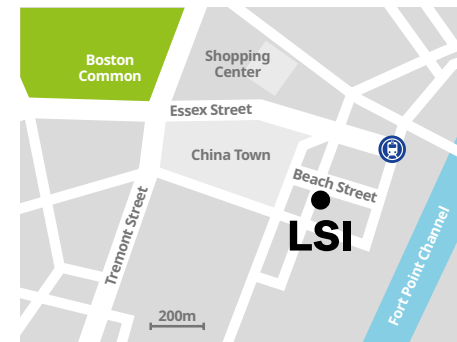 Boston
Common
Shopping
Center
Essex Street
China Town
Beach Street
LSI
Tremont Street
Fort Point Channel
200m